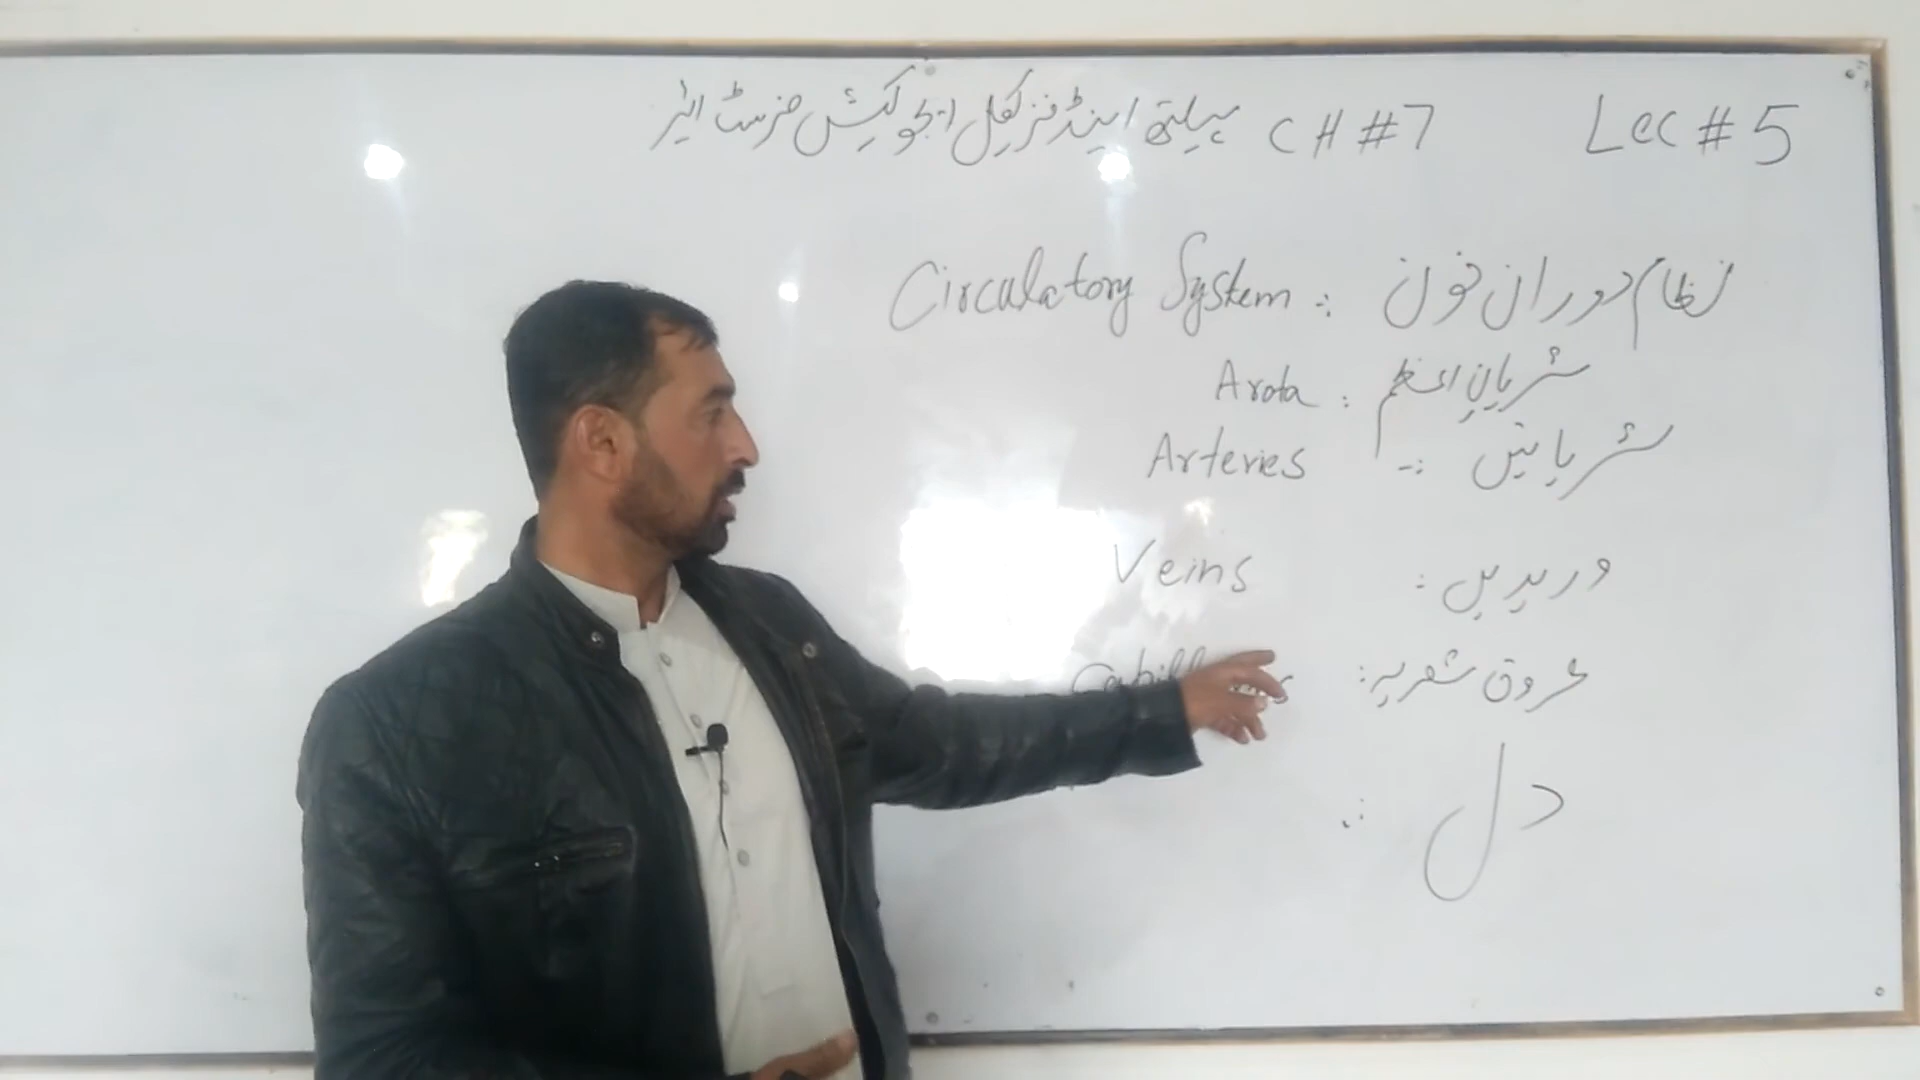 Lec # 5 CH #7 ہیلتھ اینڈ فزیکل ایجوکیشن فرسٹ ائیر
Circulatory System :. نظام دوران خون
Arota : شریانِ اعظم
Arteries -: شریانیں
Veins : وریدیں
عروق شعریہ :
دل :.